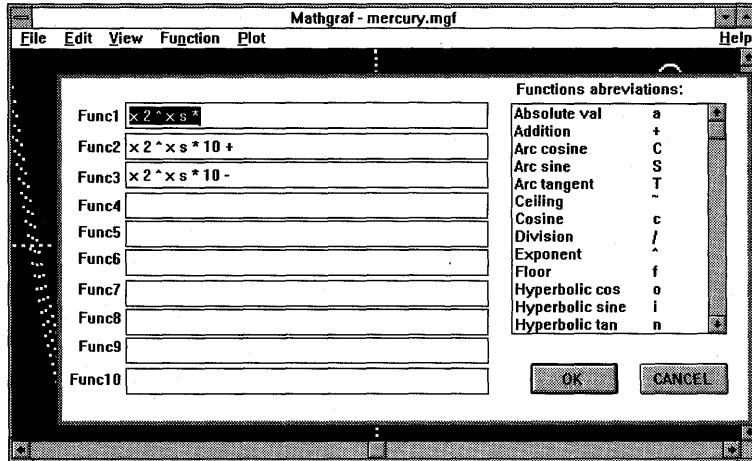 Mathgraf - mercury.mgf
File Edit View Function Plot Help
Functions abreviations:
Func1 x 2 ^ x s *
Func2 x 2 ^ x s * 10 +
Func3 x 2 ^ x s * 10 -
Func4
Func5
Func6
Func7
Func8
Func9
Func10
Absolute val a
Addition +
Arc cosine C
Arc sine S
Arc tangent T
Ceiling ~
Cosine c
Division /
Exponent ^
Floor f
Hyperbolic cos o
Hyperbolic sine i
Hyperbolic tan n
OK CANCEL